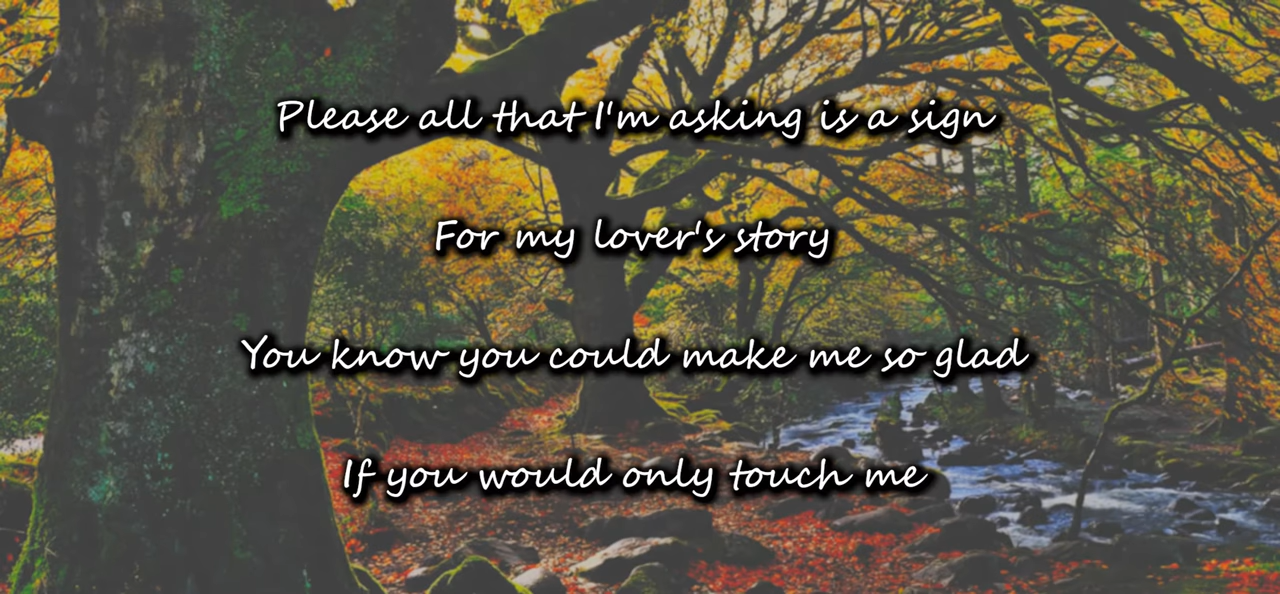 Please all that I'm asking is a sign
For my lover's story
You know you could make me so glad
If you would only touch me